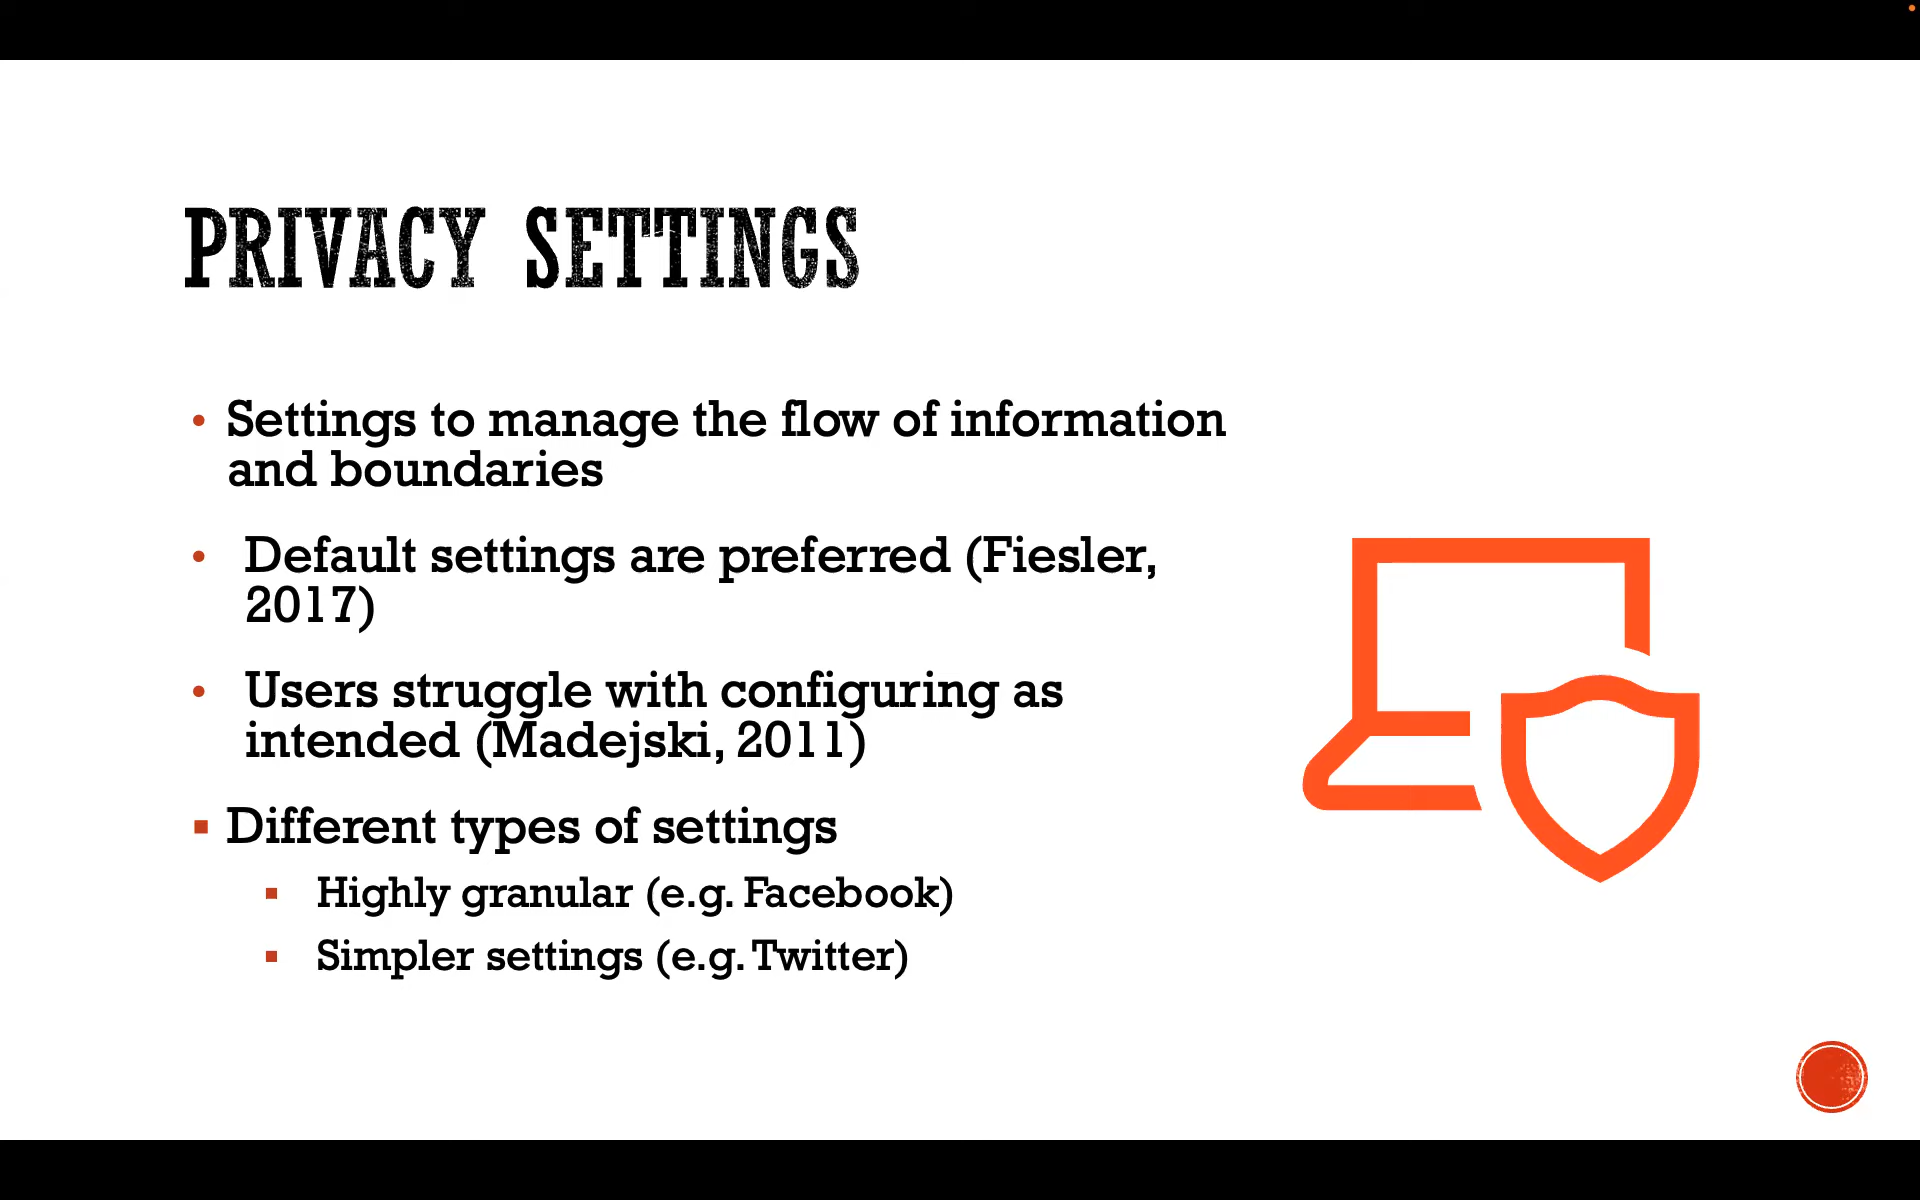 PRIVACY SETTINGS
• Settings to manage the flow of information
and boundaries
• Default settings are preferred (Fiesler,
2017)
• Users struggle with configuring as
intended (Madejski, 2011)
▪ Different types of settings
▪ Highly granular (e.g. Facebook)
▪ Simpler settings (e.g. Twitter)